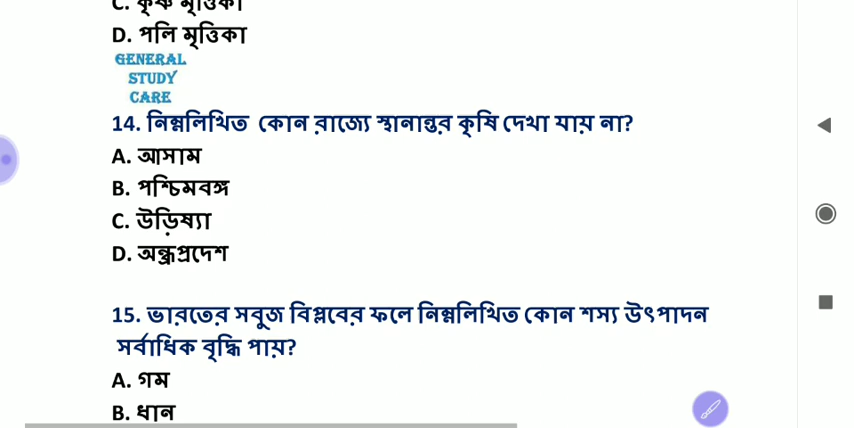 C. কৃষ্ণ মৃত্তিকা
D. পলি মৃত্তিকা
GENERAL
STUDY
CARE
14. নিম্নলিখিত কোন রাজ্যে স্থানান্তর কৃষি দেখা যায় না?
A. আসাম
B. পশ্চিমবঙ্গ
C. উড়িষ্যা
D. অন্ধ্রপ্রদেশ
15. ভারতের সবুজ বিপ্লবের ফলে নিম্নলিখিত কোন শস্য উৎপাদন
সর্বাধিক বৃদ্ধি পায়?
A. গম
B. ধান